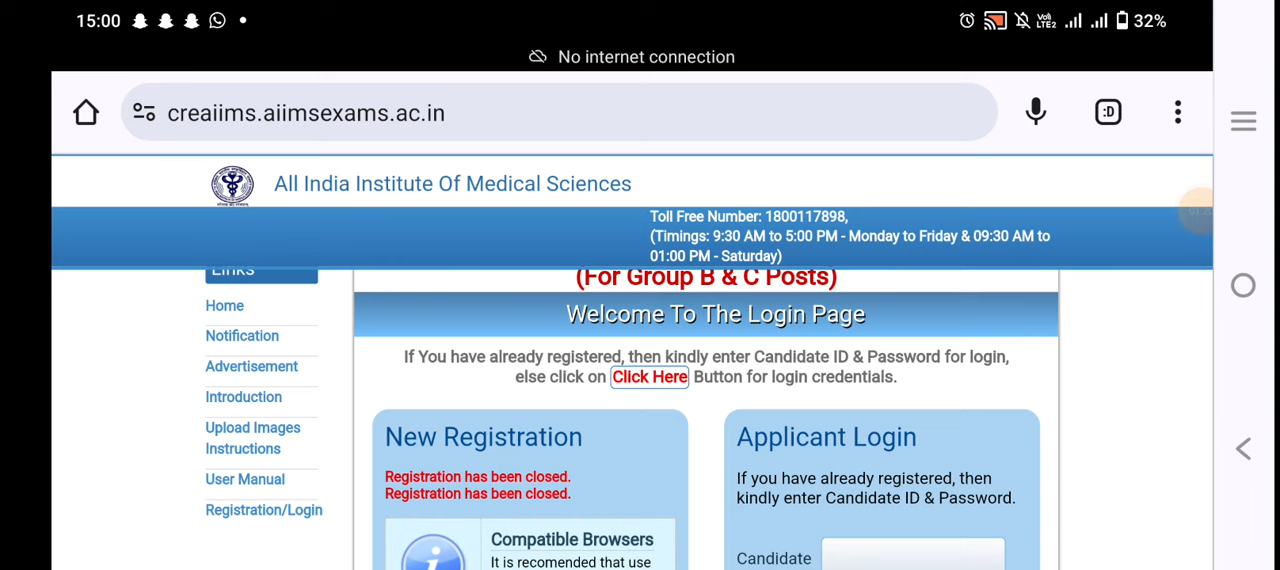 15:00
VoB LTE2 32%
No internet connection
creaiims.aiimsexams.ac.in
:D
All India Institute Of Medical Sciences
Toll Free Number: 1800117898,
(Timings: 9:30 AM to 5:00 PM - Monday to Friday & 09:30 AM to
01:00 PM - Saturday)
Links
Home
Notification
Advertisement
Introduction
Upload Images
Instructions
User Manual
Registration/Login
(For Group B & C Posts)
Welcome To The Login Page
If You have already registered, then kindly enter Candidate ID & Password for login,
else click on Click Here Button for login credentials.
New Registration
Registration has been closed.
Registration has been closed.
Compatible Browsers
It is recomended that use
Applicant Login
If you have already registered, then
kindly enter Candidate ID & Password.
Candidate